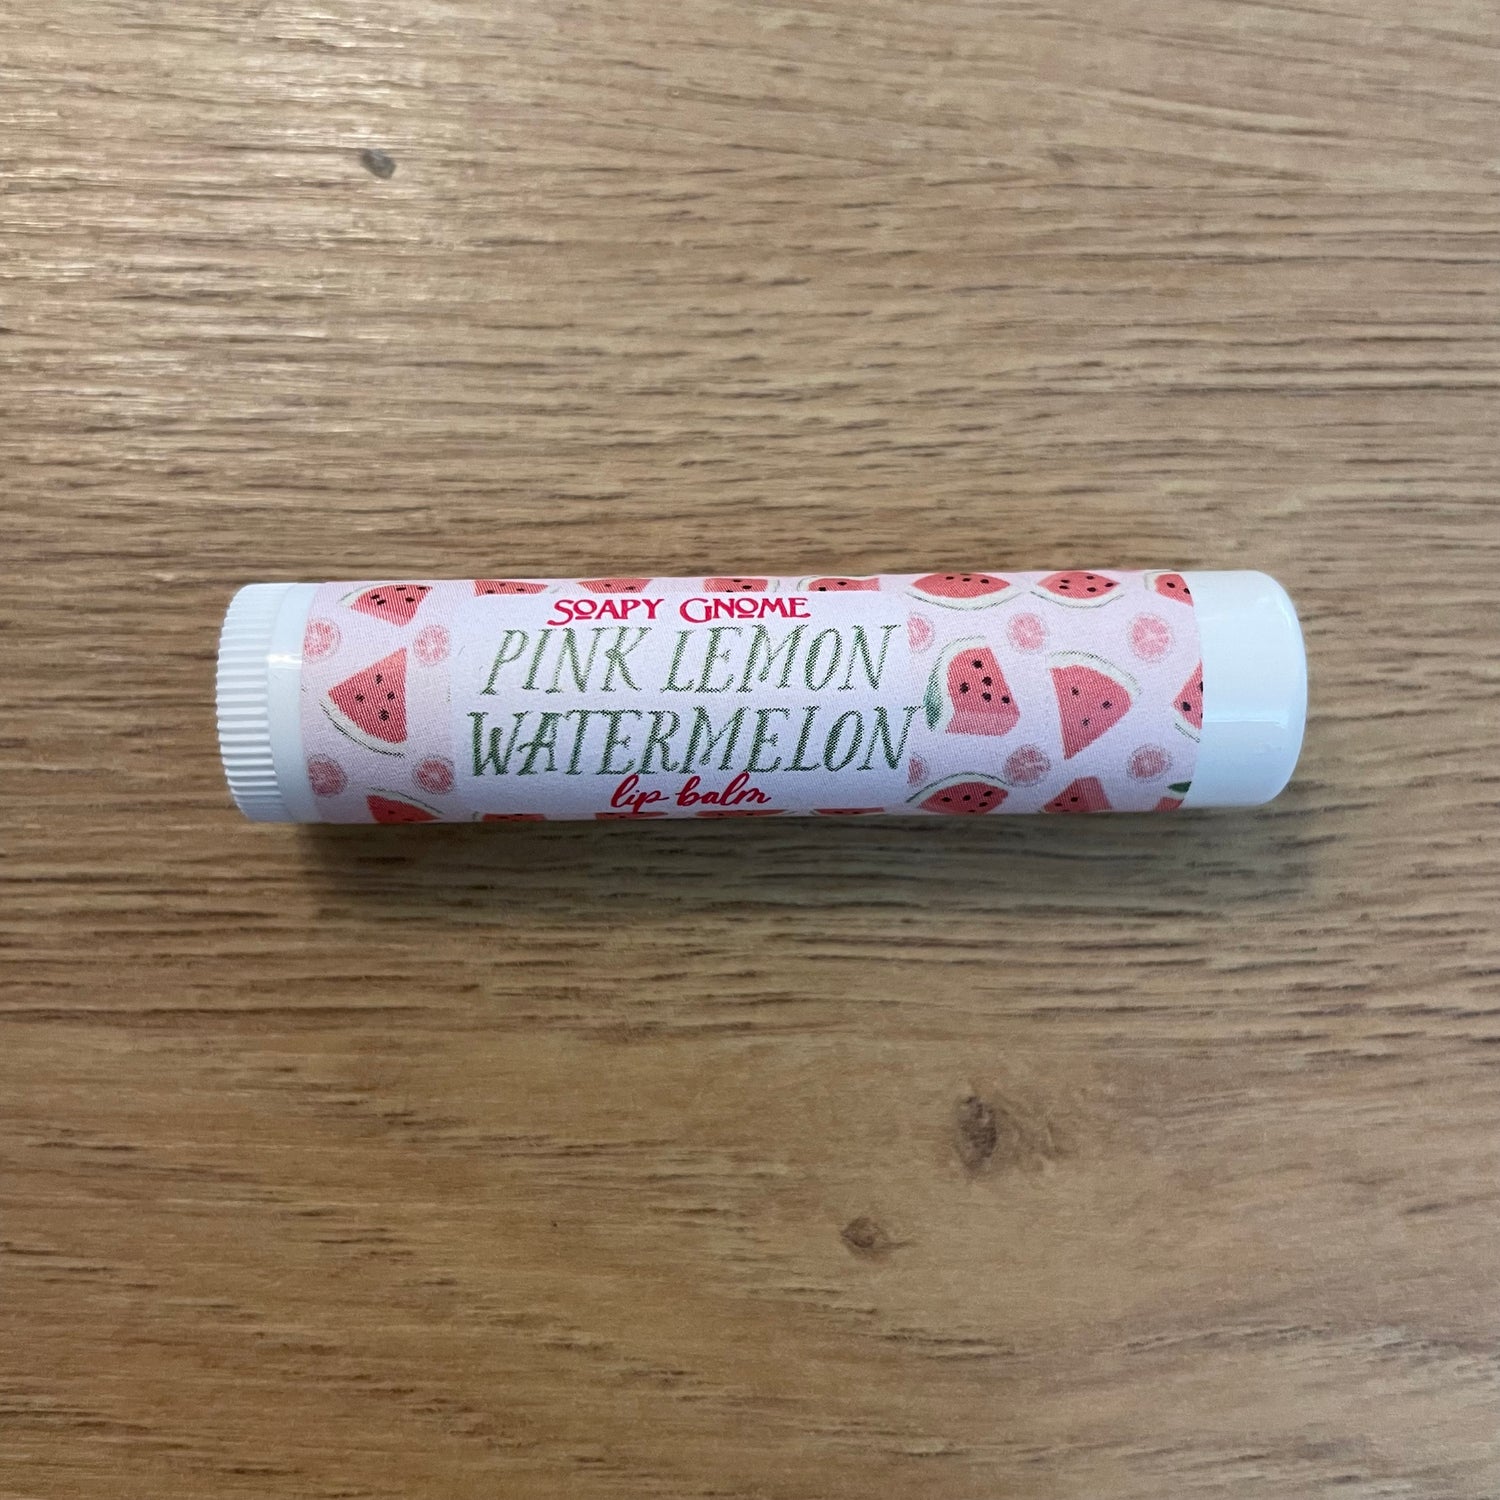 SOAPY GNOME
PINK LEMON
WATERMELON
lip balm